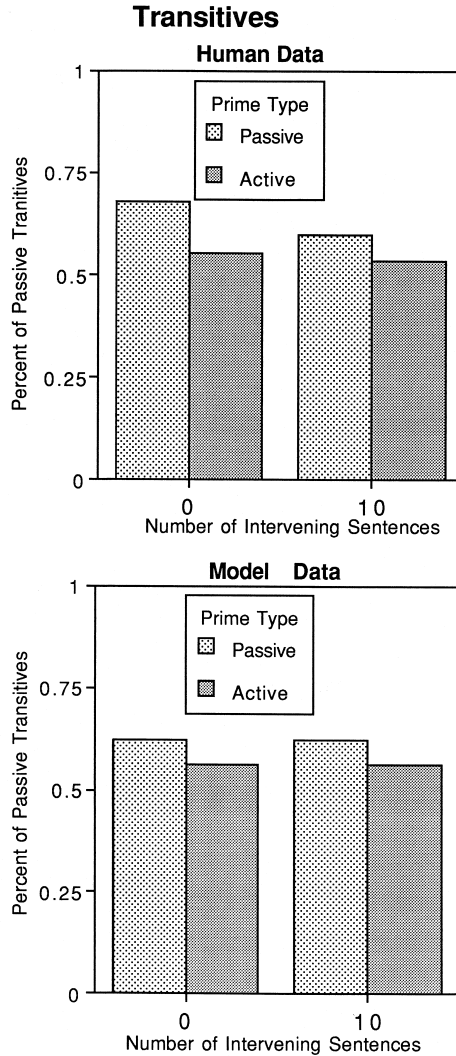 Transitives
Human Data
1
0.75
0.5
0.25
0
Percent of Passive Tranitives
Prime Type
Passive
Active
0
10
Number of Intervening Sentences
Model Data
1
0.75
0.5
0.25
0
Percent of Passive Transitives
Prime Type
Passive
Active
0
10
Number of Intervening Sentences